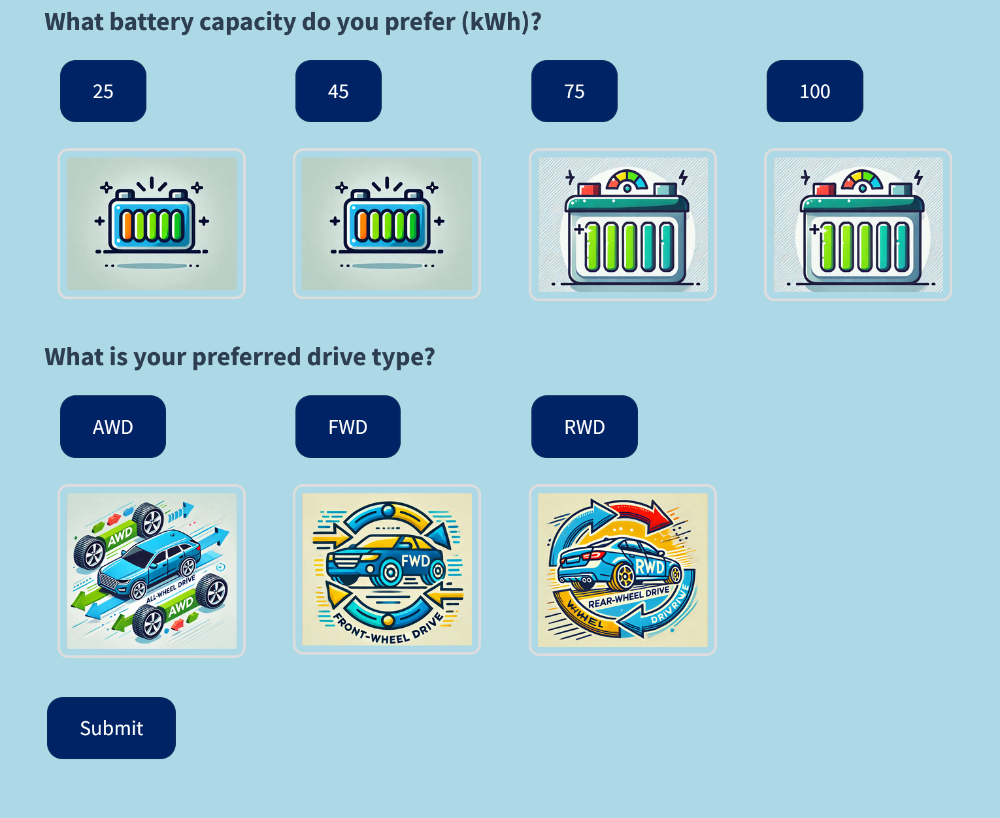 What battery capacity do you prefer (kWh)?
25 45 75 100
What is your preferred drive type?
AWD FWD RWD
AWD
ALL-WHEEL DRIVE
AWD
FWD
FRONT-WHEEL DRIVE
RWD
REAR-WHEEL DRIVE
WWHEL
DRIVRIVE
Submit